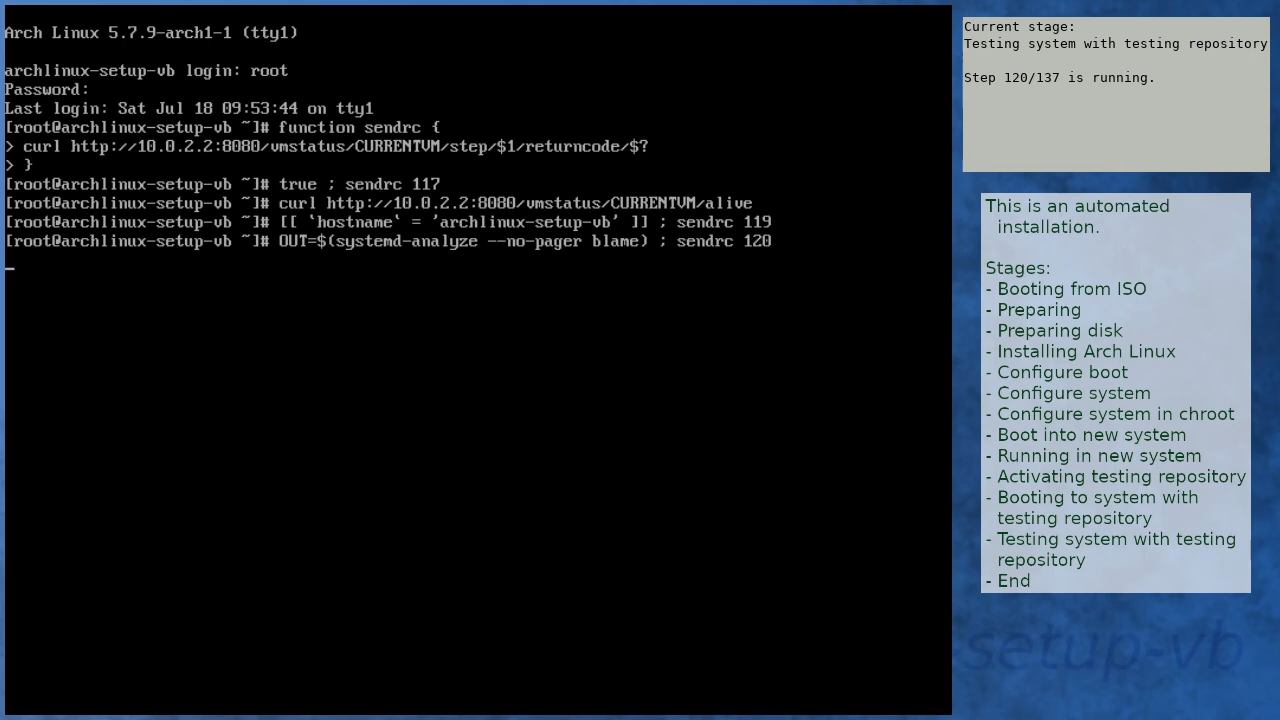 Arch Linux 5.7.9-arch1-1 (tty1)
archlinux-setup-vb login: root
Password:
Last login: Sat Jul 18 09:53:44 on tty1
[root@archlinux-setup-vb ~]# function sendrc {
> curl http://10.0.2.2:8080/vmstatus/CURRENTVM/step/$1/returncode/$?
> }
[root@archlinux-setup-vb ~]# true ; sendrc 117
[root@archlinux-setup-vb ~]# curl http://10.0.2.2:8080/vmstatus/CURRENTVM/alive
[root@archlinux-setup-vb ~]# [[ `hostname` = 'archlinux-setup-vb' ]] ; sendrc 119
[root@archlinux-setup-vb ~]# OUT=$(systemd-analyze --no-pager blame) ; sendrc 120
Current stage:
Testing system with testing repository
Step 120/137 is running.
This is an automated
installation.
Stages:
- Booting from ISO
- Preparing
- Preparing disk
- Installing Arch Linux
- Configure boot
- Configure system
- Configure system in chroot
- Boot into new system
- Running in new system
- Activating testing repository
- Booting to system with
testing repository
- Testing system with testing
repository
- End
setup-vb